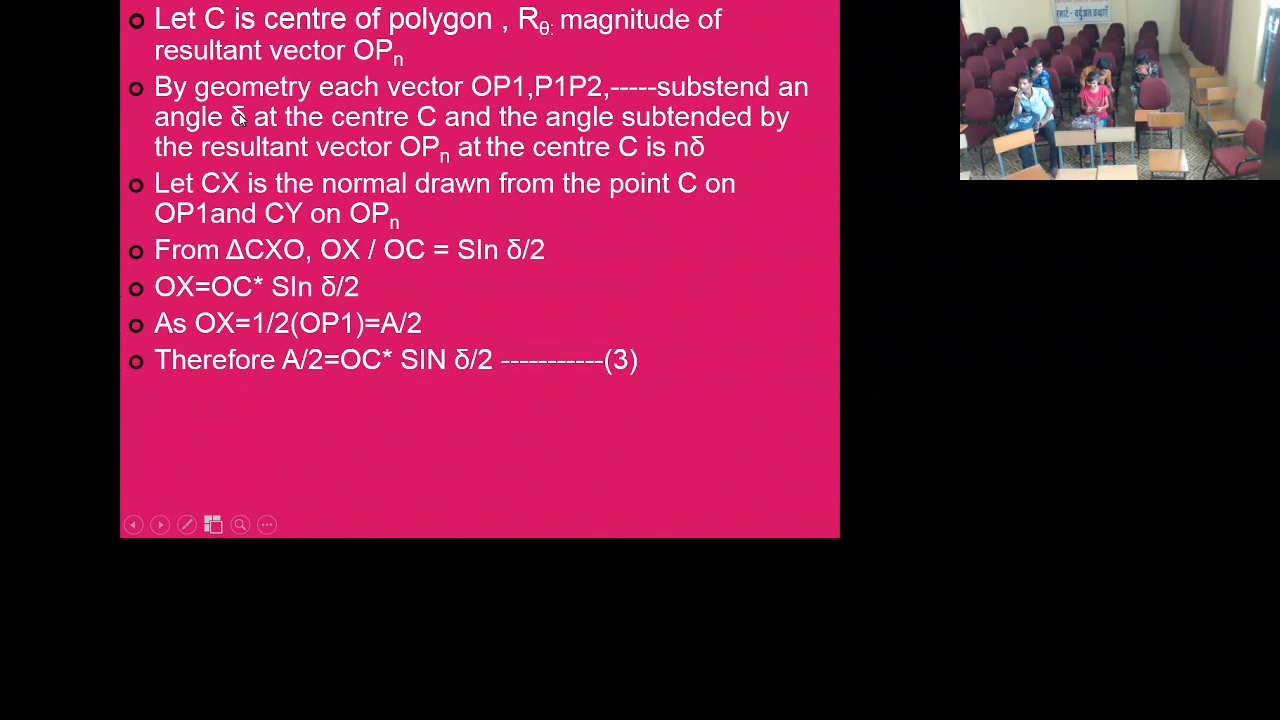 Let C is centre of polygon , Rθ: magnitude of
resultant vector OPn
By geometry each vector OP1,P1P2,-----substend an
angle δ at the centre C and the angle subtended by
the resultant vector OPn at the centre C is nδ
Let CX is the normal drawn from the point C on
OP1and CY on OPn
From ΔCXO, OX / OC = SIn δ/2
OX=OC* SIn δ/2
As OX=1/2(OP1)=A/2
Therefore A/2=OC* SIN δ/2 -----------(3)